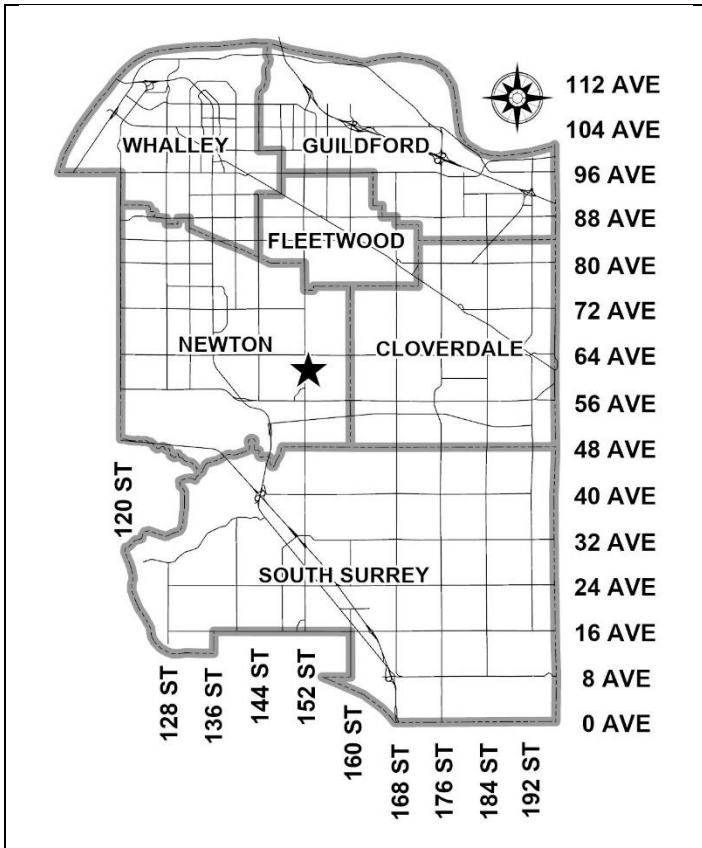 112 AVE
104 AVE
WHALLEY
GUILDFORD
96 AVE
88 AVE
FLEETWOOD
80 AVE
72 AVE
NEWTON
CLOVERDALE
64 AVE
56 AVE
48 AVE
120 ST
40 AVE
32 AVE
SOUTH SURREY
24 AVE
16 AVE
128 ST
136 ST
144 ST
152 ST
160 ST
8 AVE
0 AVE
168 ST
176 ST
184 ST
192 ST